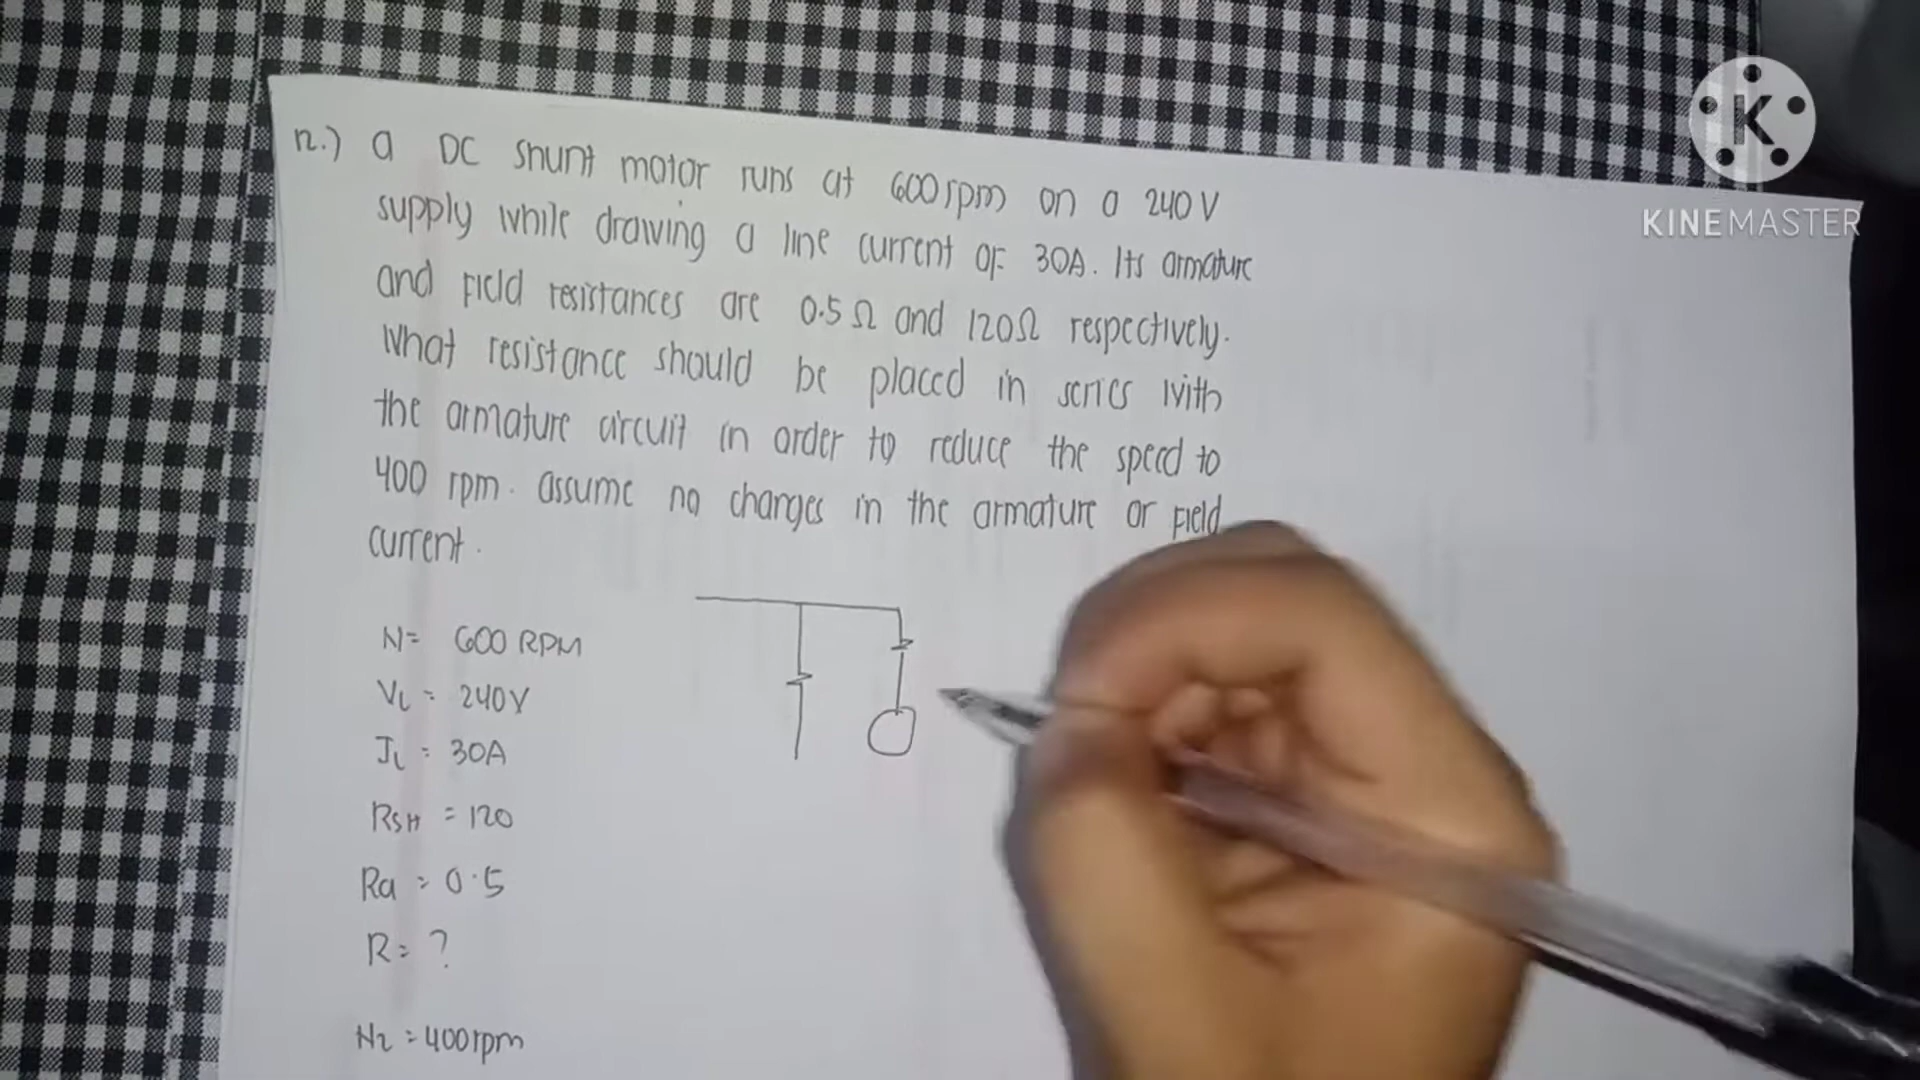 12.) a DC shunt motor runs at 600 rpm on a 240 V
supply while drawing a line current of 30A. Its armature
and field resistances are 0.5 Ω and 120Ω respectively.
What resistance should be placed in series with
the armature circuit in order to reduce the speed to
400 rpm. assume no changes in the armature or field
current.
N= 600 RPM
VL = 240V
IL = 30A
RSH = 120
Ra = 0.5
R= ?
N2 = 400rpm
K
KINEMASTER